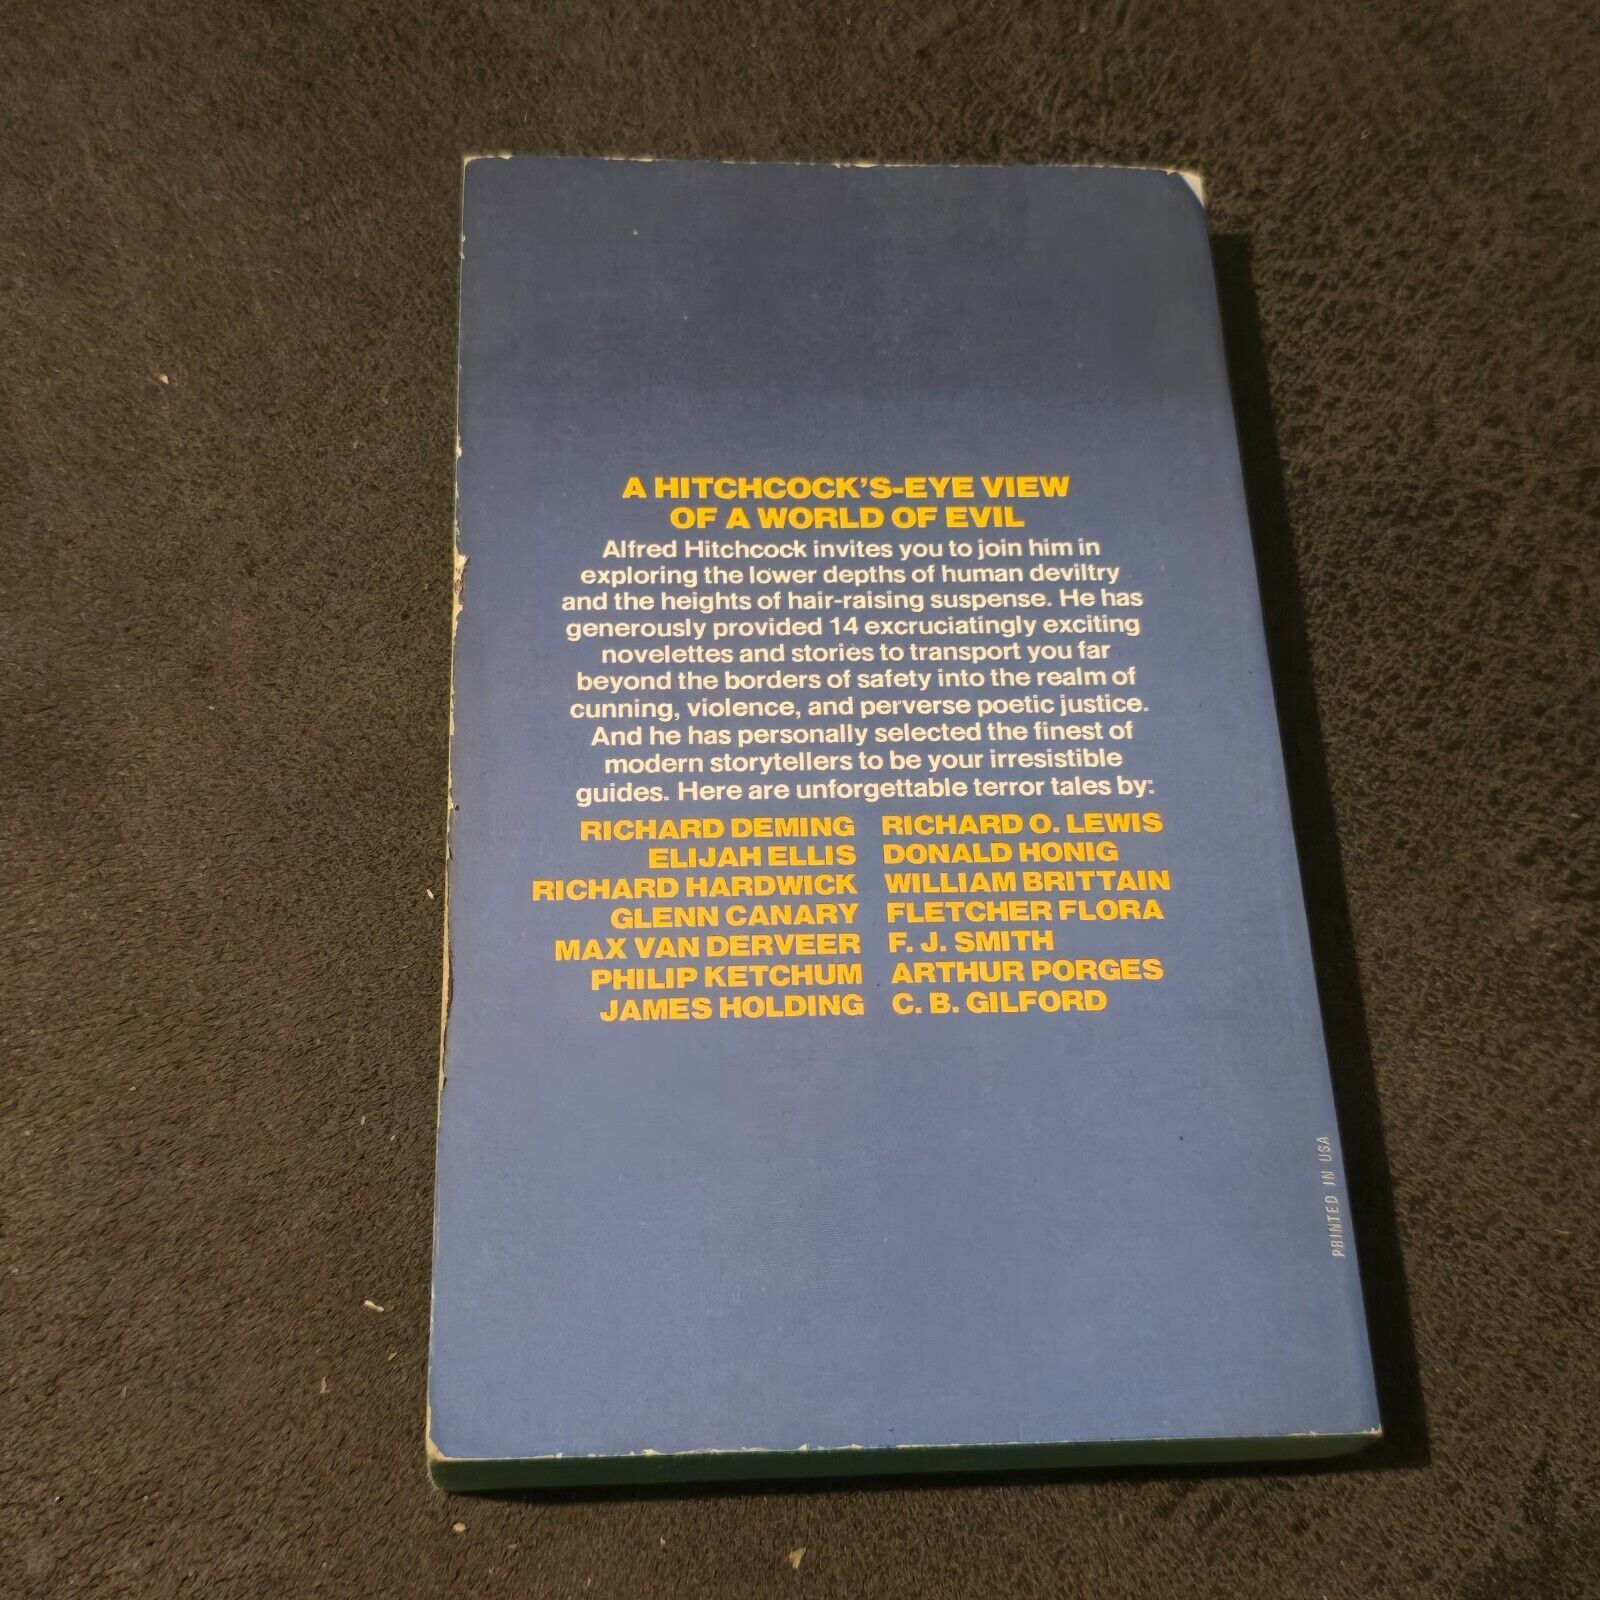 A HITCHCOCK'S-EYE VIEW
OF A WORLD OF EVIL
Alfred Hitchcock invites you to join him in
exploring the lower depths of human deviltry
and the heights of hair-raising suspense. He has
generously provided 14 excruciatingly exciting
novelettes and stories to transport you far
beyond the borders of safety into the realm of
cunning, violence, and perverse poetic justice.
And he has personally selected the finest of
modern storytellers to be your irresistible
guides. Here are unforgettable terror tales by:
RICHARD DEMING RICHARD O. LEWIS
ELIJAH ELLIS DONALD HONIG
RICHARD HARDWICK WILLIAM BRITTAIN
GLENN CANARY FLETCHER FLORA
MAX VAN DERVEER F. J. SMITH
PHILIP KETCHUM ARTHUR PORGES
JAMES HOLDING C. B. GILFORD
PRINTED IN USA